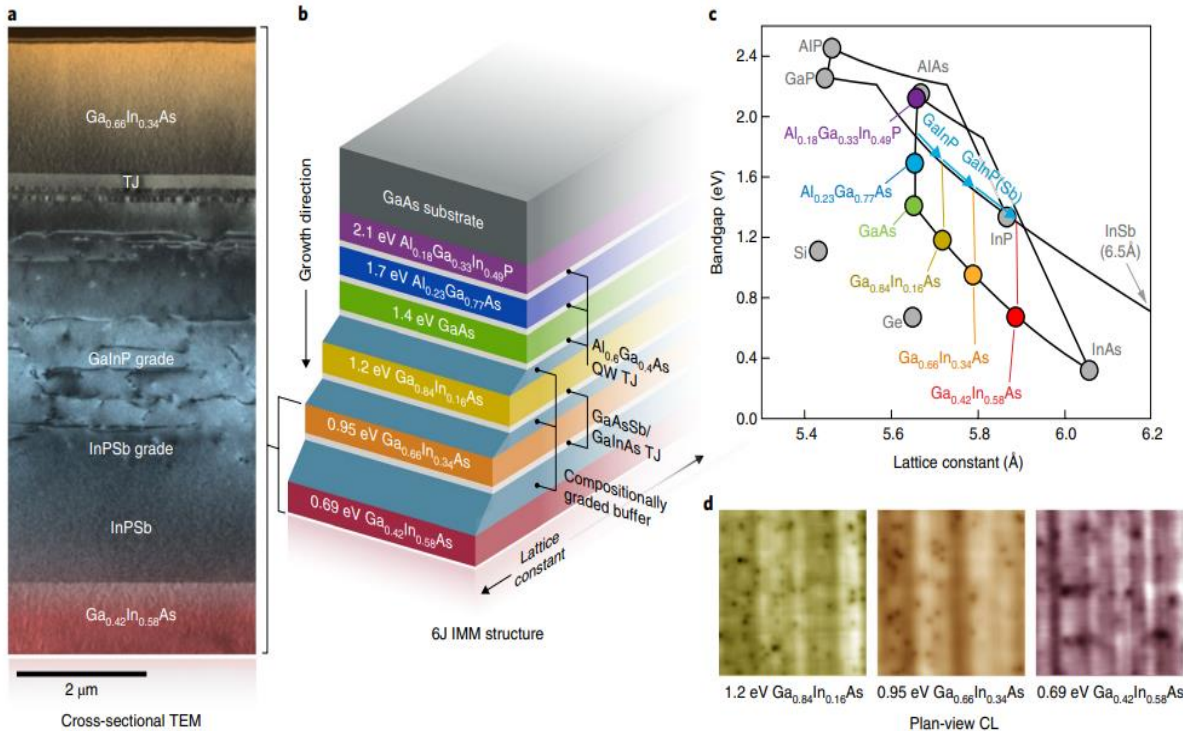 a
Ga0.66In0.34As
TJ
GaInP grade
InPSb grade
InPSb
Ga0.42In0.58As
2 µm
Cross-sectional TEM
b
Growth direction
GaAs substrate
2.1 eV Al0.18Ga0.33In0.49P
1.7 eV Al0.23Ga0.77As
1.4 eV GaAs
1.2 eV Ga0.84In0.16As
0.95 eV Ga0.66In0.34As
0.69 eV Ga0.42In0.58As
Al0.6Ga0.4As
QW TJ
GaAsSb/
GaInAs TJ
Compositionally
graded buffer
Lattice
constant
6J IMM structure
c
Bandgap (eV)
2.4
2.0
1.6
1.2
0.8
0.4
0.0
AlP
GaP
AlAs
Al0.18Ga0.33In0.49P
GaInP
GaInP(Sb)
Al0.23Ga0.77As
GaAs
InP
InSb
(6.5Å)
Si
Ga0.84In0.16As
Ge
Ga0.66In0.34As
InAs
Ga0.42In0.58As
5.4 5.6 5.8 6.0 6.2
Lattice constant (Å)
d
1.2 eV Ga0.84In0.16As 0.95 eV Ga0.66In0.34As 0.69 eV Ga0.42In0.58As
Plan-view CL